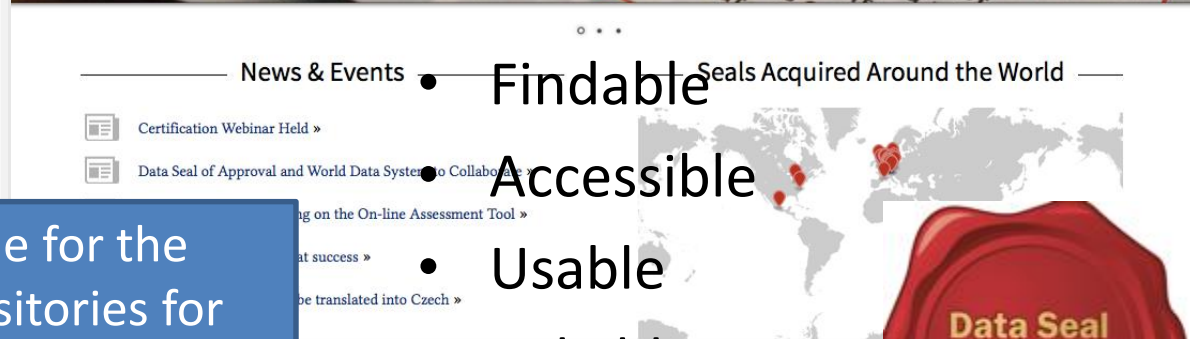 News & Events
Seals Acquired Around the World
Certification Webinar Held »
Data Seal of Approval and World Data System to Collaborate »
on the On-line Assessment Tool »
at success »
be translated into Czech »
• Findable
• Accessible
• Usable
e for the
sitories for
Data Seal